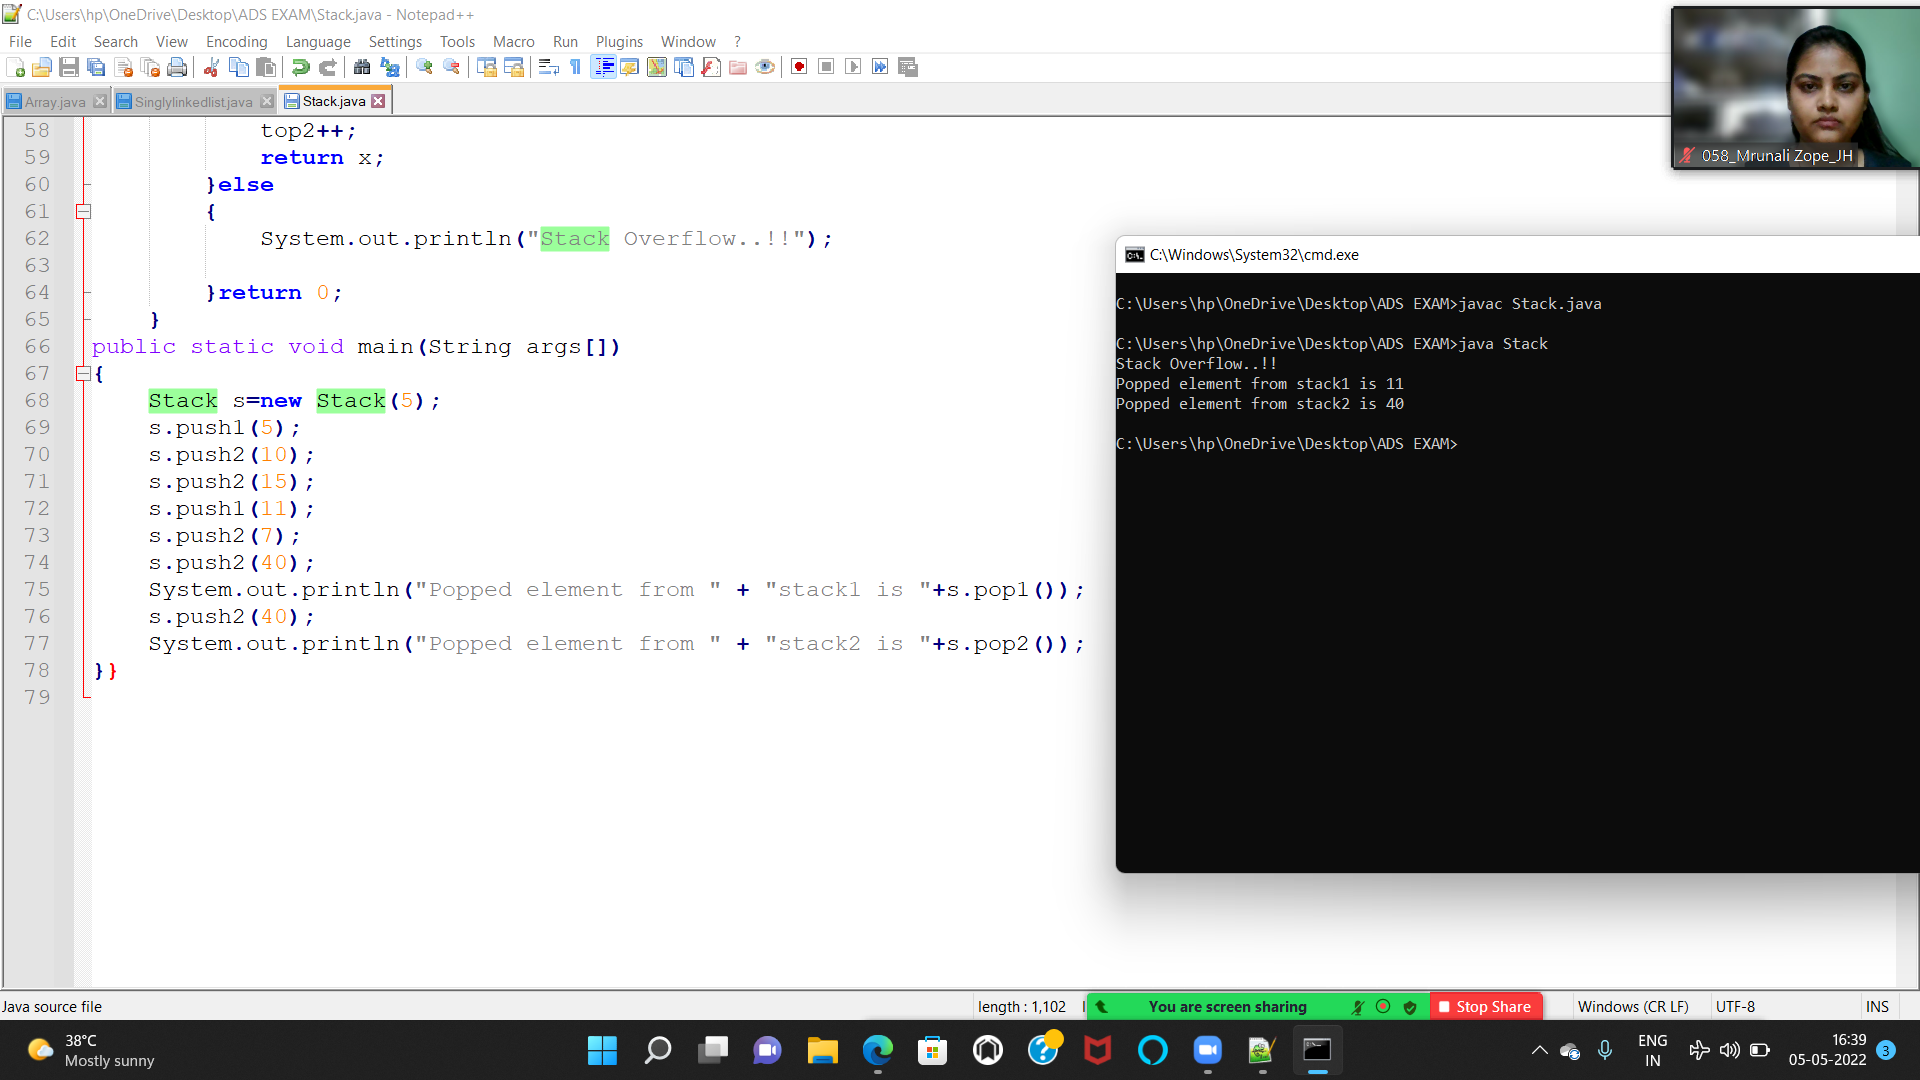 C:\Users\hp\OneDrive\Desktop\ADS EXAM\Stack.java - Notepad++
File Edit Search View Encoding Language Settings Tools Macro Run Plugins Window ?
Array.java Singlylinkedlist.java Stack.java
58 top2++;
59 return x;
60 }else
61 {
62 System.out.println("Stack Overflow..!!");
63
64 }return 0;
65 }
66 public static void main(String args[])
67 {
68 Stack s=new Stack(5);
69 s.push1(5);
70 s.push2(10);
71 s.push2(15);
72 s.push1(11);
73 s.push2(7);
74 s.push2(40);
75 System.out.println("Popped element from " + "stack1 is "+s.pop1());
76 s.push2(40);
77 System.out.println("Popped element from " + "stack2 is "+s.pop2());
78 }}
79
058_Mrunali Zope_JH
C:\Windows\System32\cmd.exe
C:\Users\hp\OneDrive\Desktop\ADS EXAM>javac Stack.java
C:\Users\hp\OneDrive\Desktop\ADS EXAM>java Stack
Stack Overflow..!!
Popped element from stack1 is 11
Popped element from stack2 is 40
C:\Users\hp\OneDrive\Desktop\ADS EXAM>
Java source file length : 1,102 You are screen sharing Stop Share Windows (CR LF) UTF-8 INS
38°C
Mostly sunny
ENG
IN
16:39
05-05-2022
3